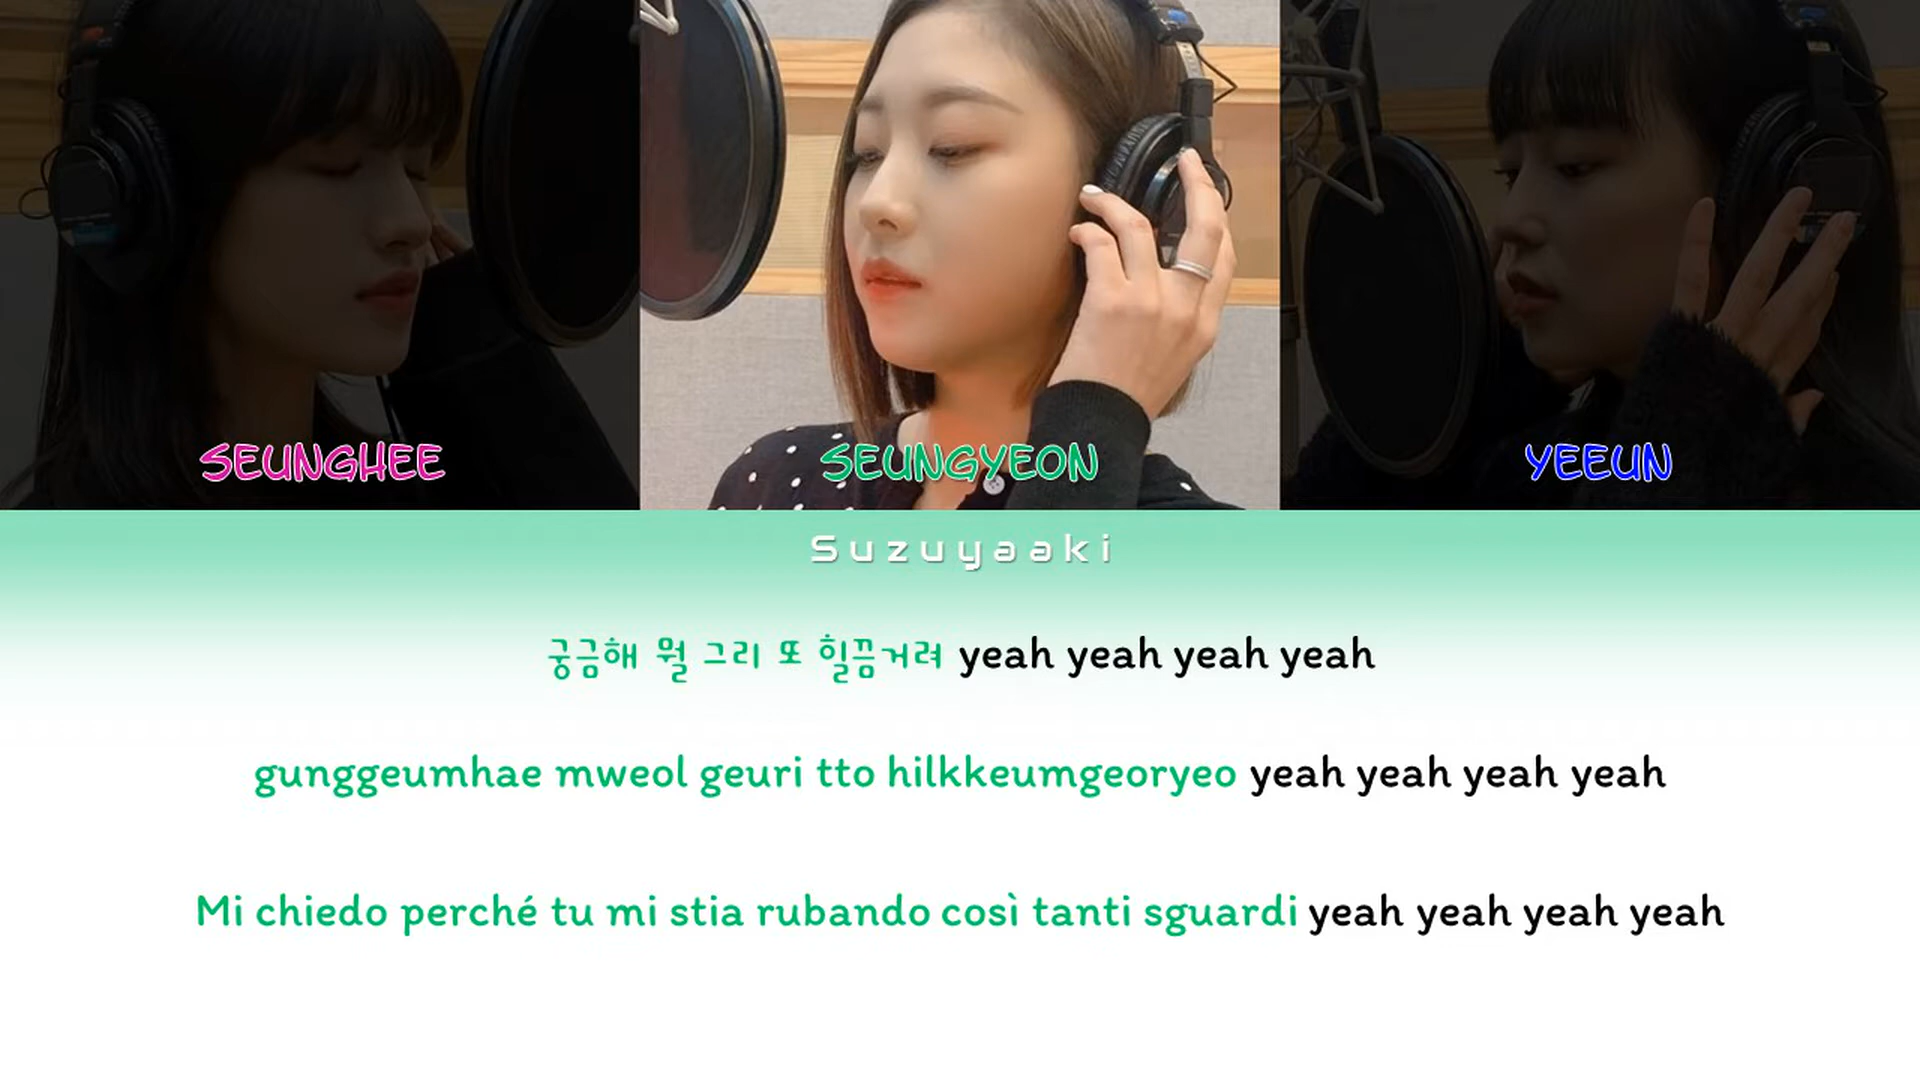 SEUNGHEE
SEUNGYEON
YEEUN
Suzuyaaki
궁금해 뭘 그리 또 힐끔거려 yeah yeah yeah yeah
gunggeumhae mweol geuri tto hilkkeumgeoryeo yeah yeah yeah yeah
Mi chiedo perché tu mi stia rubando così tanti sguardi yeah yeah yeah yeah